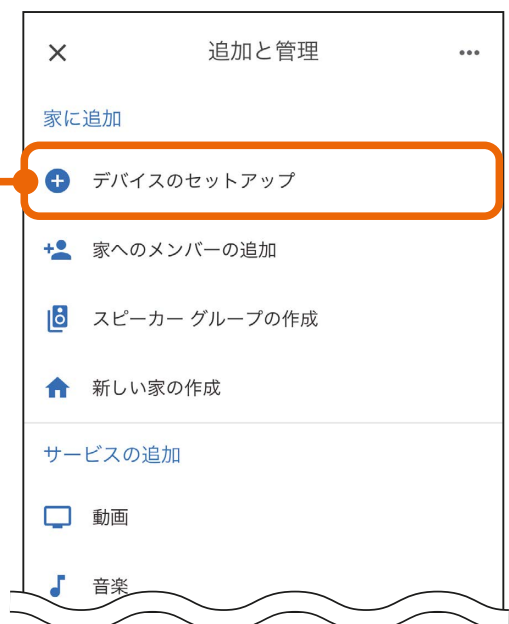 追加と管理
家に追加
デバイスのセットアップ
家へのメンバーの追加
スピーカー グループの作成
新しい家の作成
サービスの追加
動画
音楽